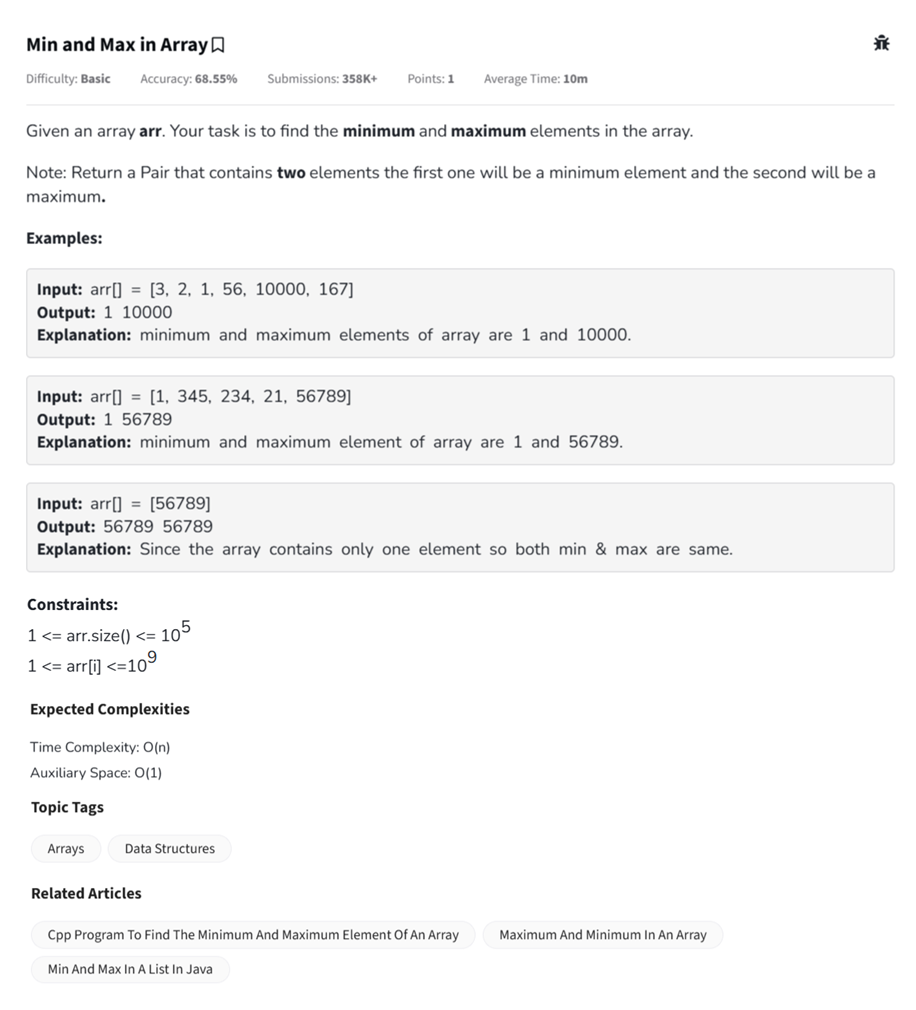 Min and Max in Array
Difficulty: Basic Accuracy: 68.55% Submissions: 358K+ Points: 1 Average Time: 10m
Given an array arr. Your task is to find the minimum and maximum elements in the array.
Note: Return a Pair that contains two elements the first one will be a minimum element and the second will be a
maximum.
Examples:
Input: arr[] = [3, 2, 1, 56, 10000, 167]
Output: 1 10000
Explanation: minimum and maximum elements of array are 1 and 10000.
Input: arr[] = [1, 345, 234, 21, 56789]
Output: 1 56789
Explanation: minimum and maximum element of array are 1 and 56789.
Input: arr[] = [56789]
Output: 56789 56789
Explanation: Since the array contains only one element so both min & max are same.
Constraints:
1 <= arr.size() <= 10⁵
1 <= arr[i] <=10⁹
Expected Complexities
Time Complexity: O(n)
Auxiliary Space: O(1)
Topic Tags
Arrays Data Structures
Related Articles
Cpp Program To Find The Minimum And Maximum Element Of An Array Maximum And Minimum In An Array
Min And Max In A List In Java